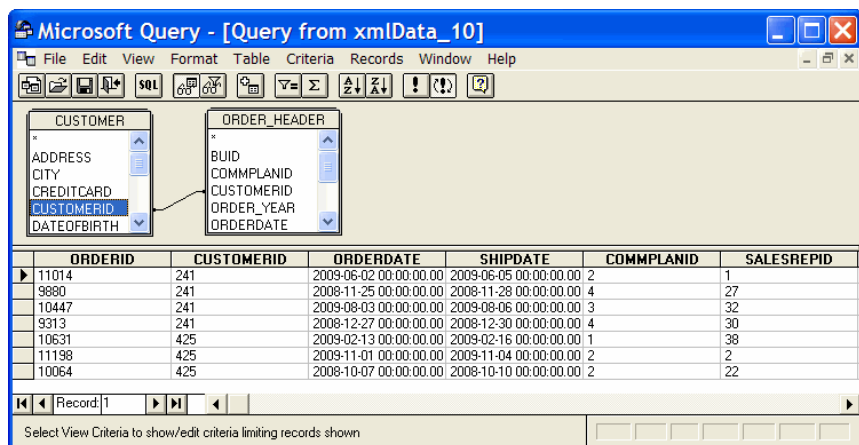 Microsoft Query - [Query from xmlData_10]
File Edit View Format Table Criteria Records Window Help
SQL
CUSTOMER
*
ADDRESS
CITY
CREDITCARD
CUSTOMERID
DATEOFBIRTH
ORDER_HEADER
*
BUID
COMMPLANID
CUSTOMERID
ORDER_YEAR
ORDERDATE
ORDERID CUSTOMERID ORDERDATE SHIPDATE COMMPLANID SALESREPID
11014 241 2009-06-02 00:00:00.00 2009-06-05 00:00:00.00 2 1
9880 241 2008-11-25 00:00:00.00 2008-11-28 00:00:00.00 4 27
10447 241 2009-08-03 00:00:00.00 2009-08-06 00:00:00.00 3 32
9313 241 2008-12-27 00:00:00.00 2008-12-30 00:00:00.00 4 30
10631 425 2009-02-13 00:00:00.00 2009-02-16 00:00:00.00 1 38
11198 425 2009-11-01 00:00:00.00 2009-11-04 00:00:00.00 2 2
10064 425 2008-10-07 00:00:00.00 2008-10-10 00:00:00.00 2 22
Record: 1
Select View Criteria to show/edit criteria limiting records shown